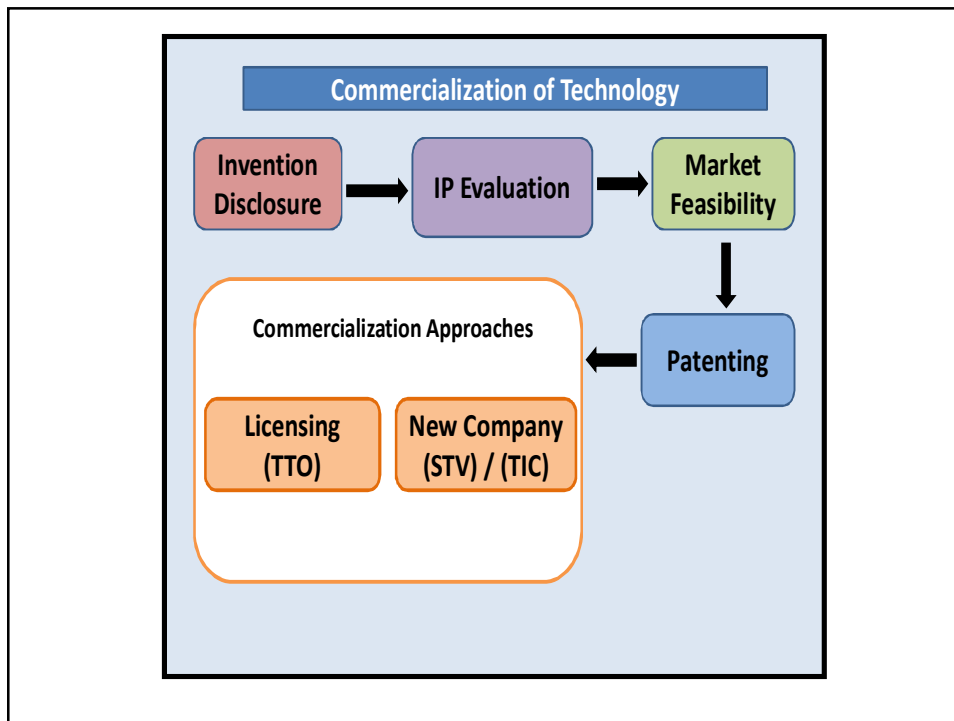 Commercialization of Technology
Invention
Disclosure
IP Evaluation
Market
Feasibility
Patenting
Commercialization Approaches
Licensing
(TTO)
New Company
(STV) / (TIC)